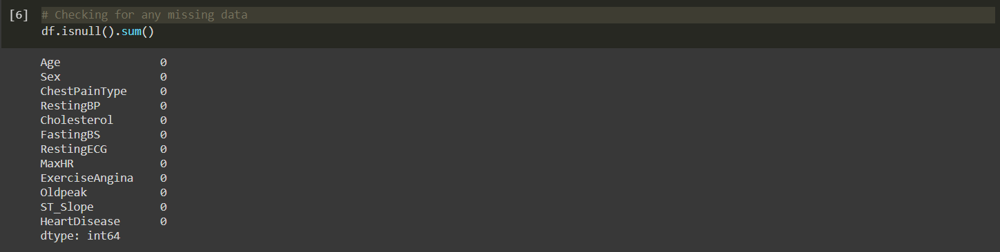 [6] # Checking for any missing data
df.isnull().sum()
Age 0
Sex 0
ChestPainType 0
RestingBP 0
Cholesterol 0
FastingBS 0
RestingECG 0
MaxHR 0
ExerciseAngina 0
Oldpeak 0
ST_Slope 0
HeartDisease 0
dtype: int64